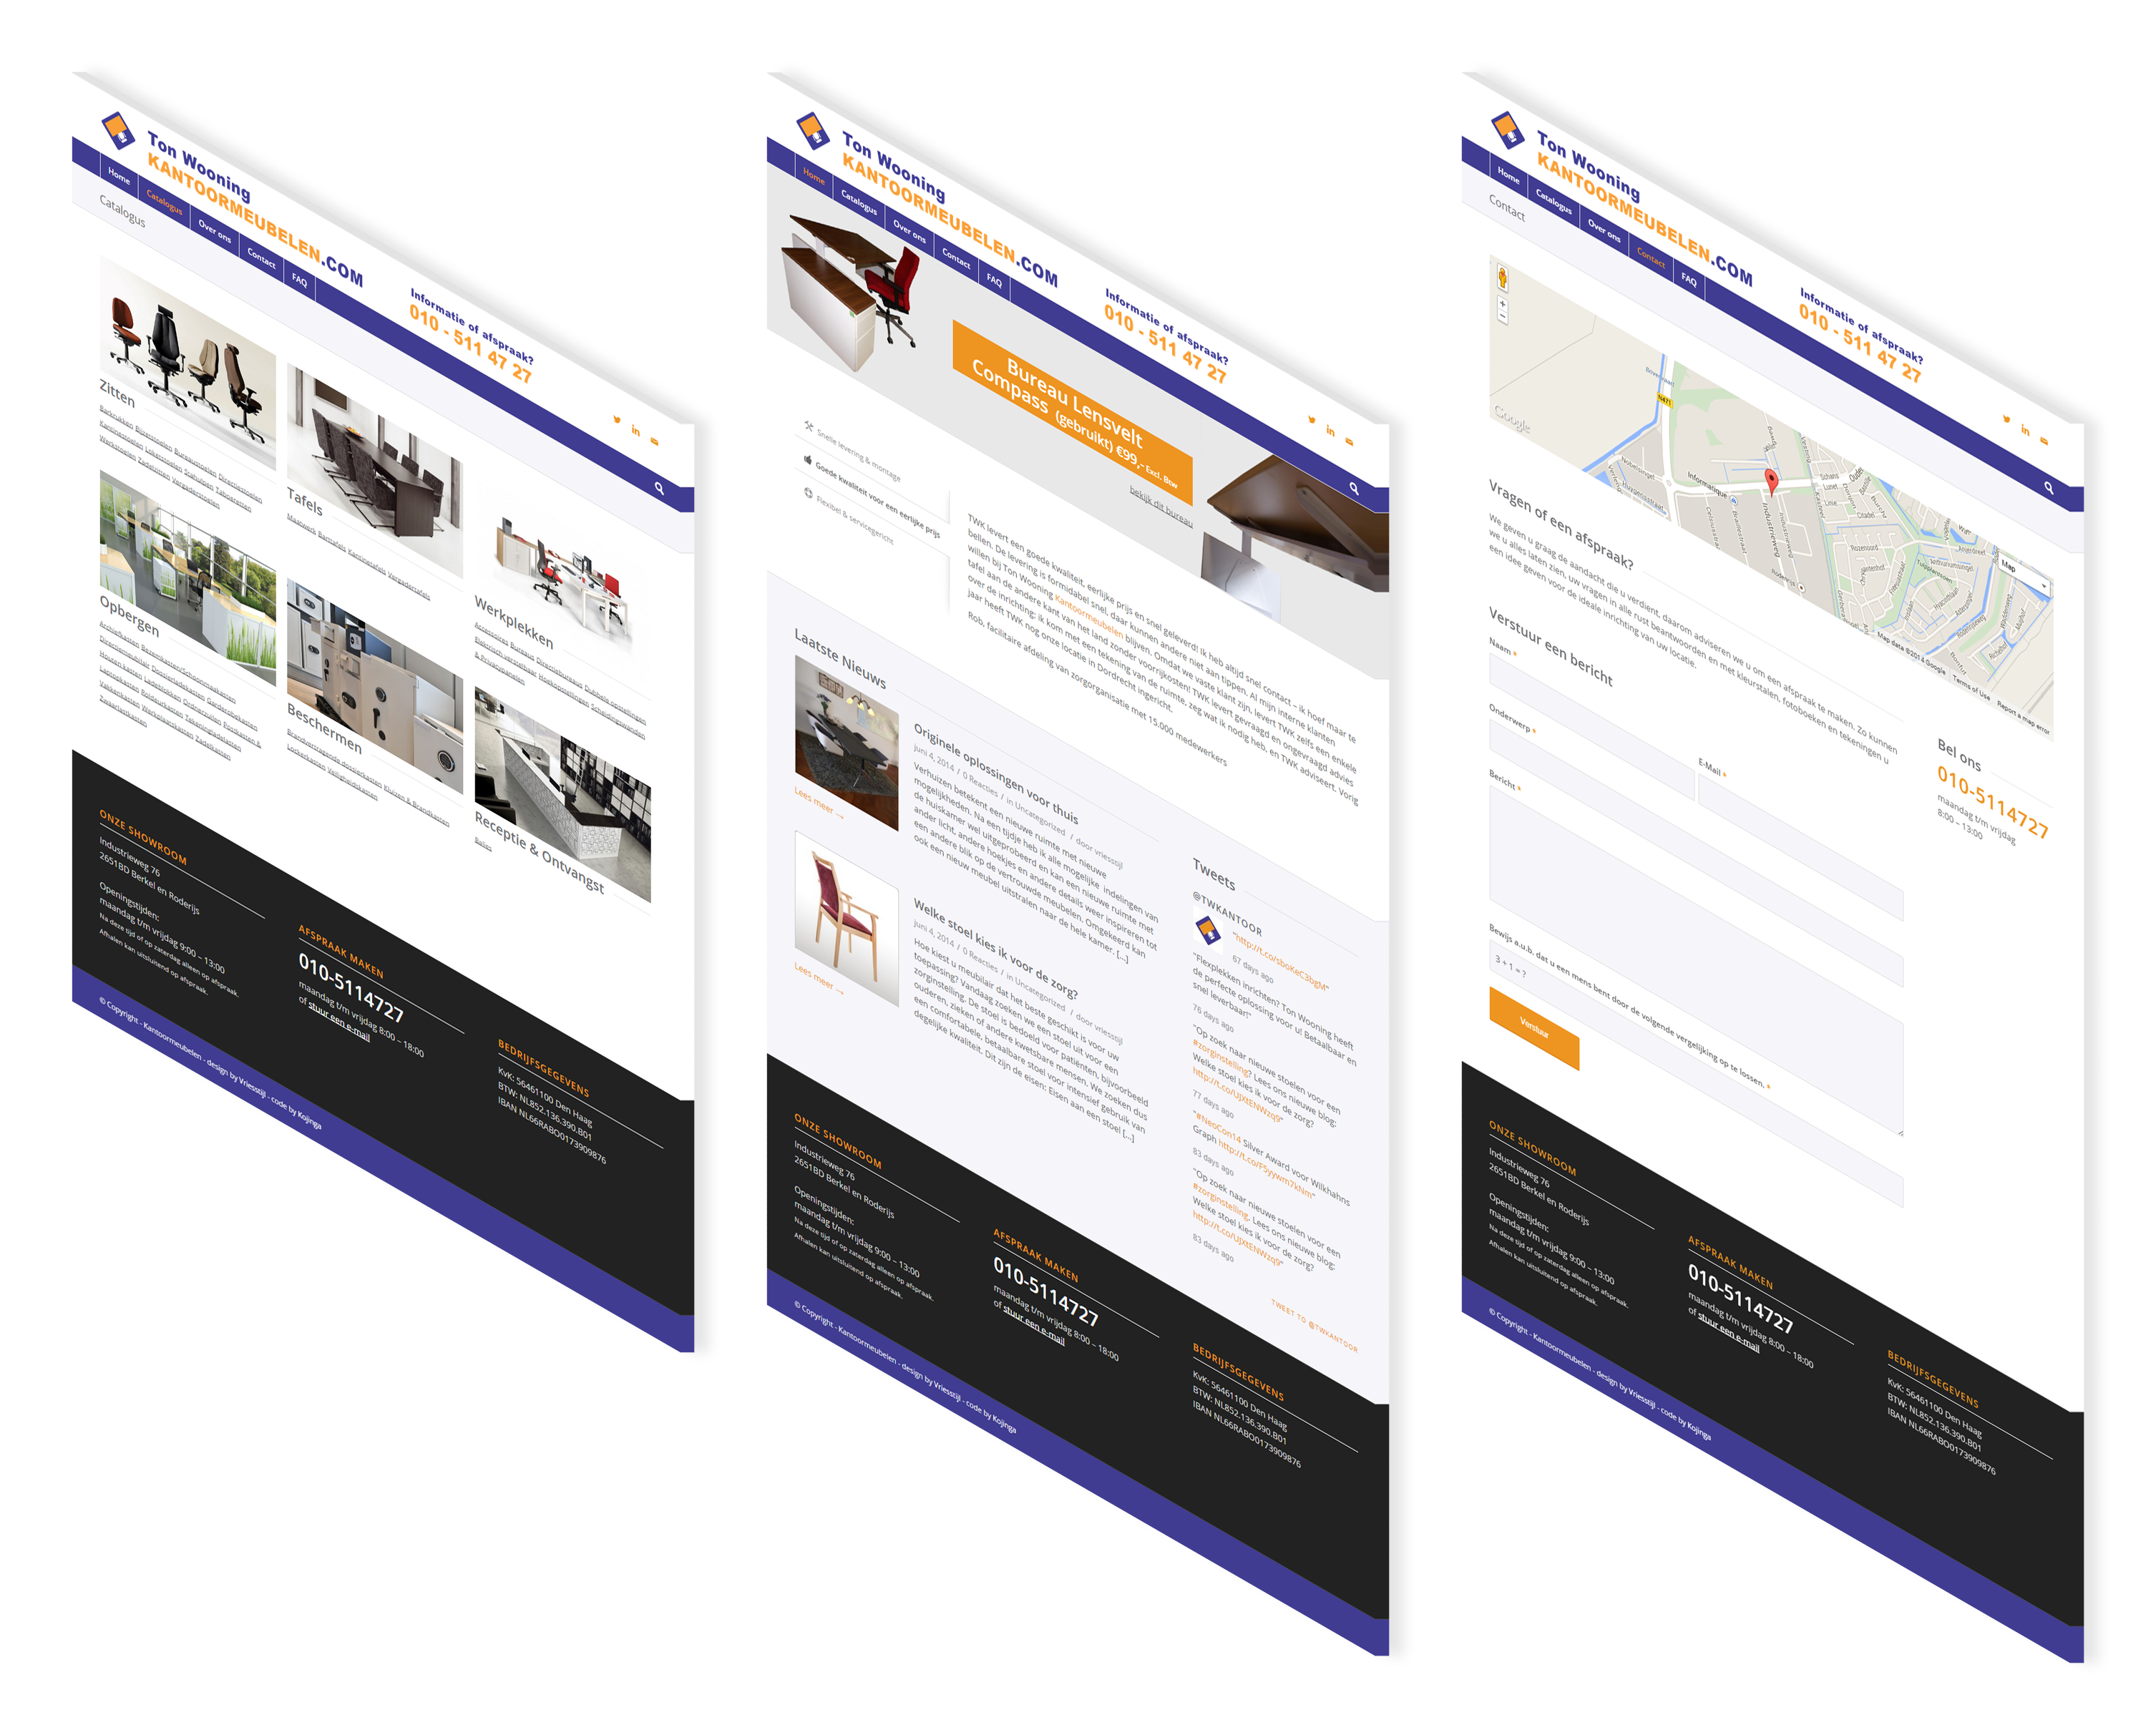 Ton Wooning
KANTOORMEUBELEN.COM
Informatie of afspraak?
010 - 511 47 27
Home
Catalogus
Over ons
Contact
FAQ
Catalogus
Zitten
Barkrukken Bijzetstoelen Bureaustoelen Directiestoelen
Tafels
Maatwerk Bartafels Kantinetafels Vergadertafels
Werkplekken
Accessoires Bureaus Directiebureaus Dubbele opstellingen
Elektrisch verstelbaar Hoekopstellingen Scheidingswanden
& Privacypanelen
Opbergen
Beschermen
Brandvertragende dossierkasten Kluizen & Brandkasten
Lockerkasten Veiligheidskasten
Receptie & Ontvangst
Balies
ONZE SHOWROOM
Industrieweg 76
2651BD Berkel en Roderijs
Openingstijden:
maandag t/m vrijdag 9:00 – 13:00
Na deze tijd of op zaterdag alleen op afspraak.
Afhalen kan uitsluitend op afspraak.
AFSPRAAK MAKEN
010-5114727
maandag t/m vrijdag 8:00 – 18:00
of stuur een e-mail
BEDRIJFSGEGEVENS
KvK: 56461100 Den Haag
BTW: NL852.136.390.B01
IBAN NL66RABO0173909876
© Copyright - Kantoormeubelen - design by Vriesstijl - code by Kojinga
Ton Wooning
KANTOORMEUBELEN.COM
Informatie of afspraak?
010 - 511 47 27
Home
Catalogus
Over ons
Contact
FAQ
Bureau Lensvelt
Compass (gebruikt) €99,- Excl. Btw
bekijk dit bureau
Snelle levering & montage
Goede kwaliteit voor een eerlijke prijs
Flexibel & servicegericht
TWK levert een goede kwaliteit, eerlijke prijs en snel geleverd! Ik heb altijd snel contact – ik hoef maar te
bellen. De levering is formidabel snel, daar kunnen andere niet aan tippen. Al mijn interne klanten
willen bij Ton Wooning Kantoormeubelen blijven. Omdat we vaste klant zijn, levert TWK zelfs een enkele
tafel aan de andere kant van het land zonder voorrijkosten! TWK levert gevraagd en ongevraagd advies
over de inrichting: ik kom met een tekening van de ruimte, zeg wat ik nodig heb, en TWK adviseert. Vorig
jaar heeft TWK nog onze locatie in Dordrecht ingericht.
Rob, facilitaire afdeling van zorgorganisatie met 15.000 medewerkers
Laatste Nieuws
Originele oplossingen voor thuis
juni 4, 2014 / 0 Reacties / in Uncategorized / door vriesstijl
Verhuizen betekent een nieuwe ruimte met nieuwe
mogelijkheden. Na een tijdje heb ik alle mogelijke indelingen van
de huiskamer wel uitgeprobeerd en kan een nieuwe ruimte met
ander licht, andere hoekjes en andere details weer inspireren tot
een andere blik op de vertrouwde meubelen. Omgekeerd kan
ook een nieuw meubel uitstralen naar de hele kamer. [...]
Lees meer →
Welke stoel kies ik voor de zorg?
juni 4, 2014 / 0 Reacties / in Uncategorized / door vriesstijl
Hoe kiest u meubilair dat het beste geschikt is voor uw
toepassing? Vandaag zoeken we een stoel uit voor een
zorginstelling. De stoel is bedoeld voor patiënten, bijvoorbeeld
ouderen, zieken of andere kwetsbare mensen. We zoeken dus
een comfortabele, betaalbare stoel voor intensief gebruik van
degelijke kwaliteit. Dit zijn de eisen: Eisen aan een stoel [...]
Lees meer →
Tweets
@TWKANTOOR
"http://t.co/sboKeC3bgM"
67 days ago
"Flexplekken inrichten? Ton Wooning heeft
de perfecte oplossing voor u! Betaalbaar en
snel leverbaar!"
76 days ago
"Op zoek naar nieuwe stoelen voor een
#zorginstelling? Lees ons nieuwe blog:
Welke stoel kies ik voor de zorg?
http://t.co/UJXtENWzq9"
77 days ago
"#NeoCon14 Silver Award voor Wilkhahns
Graph http://t.co/F5yyWm7kNm"
83 days ago
"Op zoek naar nieuwe stoelen voor een
#zorginstelling. Lees ons nieuwe blog:
Welke stoel kies ik voor de zorg?
http://t.co/UJXtENWzq9"
83 days ago
TWEET TO @TWKANTOOR
ONZE SHOWROOM
Industrieweg 76
2651BD Berkel en Roderijs
Openingstijden:
maandag t/m vrijdag 9:00 – 13:00
Na deze tijd of op zaterdag alleen op afspraak.
Afhalen kan uitsluitend op afspraak.
AFSPRAAK MAKEN
010-5114727
maandag t/m vrijdag 8:00 – 18:00
of stuur een e-mail
BEDRIJFSGEGEVENS
KvK: 56461100 Den Haag
BTW: NL852.136.390.B01
IBAN NL66RABO0173909876
© Copyright - Kantoormeubelen - design by Vriesstijl - code by Kojinga
Ton Wooning
KANTOORMEUBELEN.COM
Informatie of afspraak?
010 - 511 47 27
Home
Catalogus
Over ons
Contact
FAQ
Contact
Google
N471
Informatique
Industrieweg
Rozenoord
Map
Map data ©2014 Google
Terms of Use
Report a map error
Vragen of een afspraak?
We geven u graag de aandacht die u verdient, daarom adviseren we u om een afspraak te maken. Zo kunnen
we u alles laten zien, uw vragen in alle rust beantwoorden en met kleurstalen, fotoboeken en tekeningen u
een idee geven voor de ideale inrichting van uw locatie.
Verstuur een bericht
Naam *
E-Mail *
Onderwerp *
Bericht *
Bewijs a.u.b. dat u een mens bent door de volgende vergelijking op te lossen. *
3 + 1 = ?
Verstuur
Bel ons
010-5114727
maandag t/m vrijdag
8:00 – 13:00
ONZE SHOWROOM
Industrieweg 76
2651BD Berkel en Roderijs
Openingstijden:
maandag t/m vrijdag 9:00 – 13:00
Na deze tijd of op zaterdag alleen op afspraak.
Afhalen kan uitsluitend op afspraak.
AFSPRAAK MAKEN
010-5114727
maandag t/m vrijdag 8:00 – 18:00
of stuur een e-mail
BEDRIJFSGEGEVENS
KvK: 56461100 Den Haag
BTW: NL852.136.390.B01
IBAN NL66RABO0173909876
© Copyright - Kantoormeubelen - design by Vriesstijl - code by Kojinga